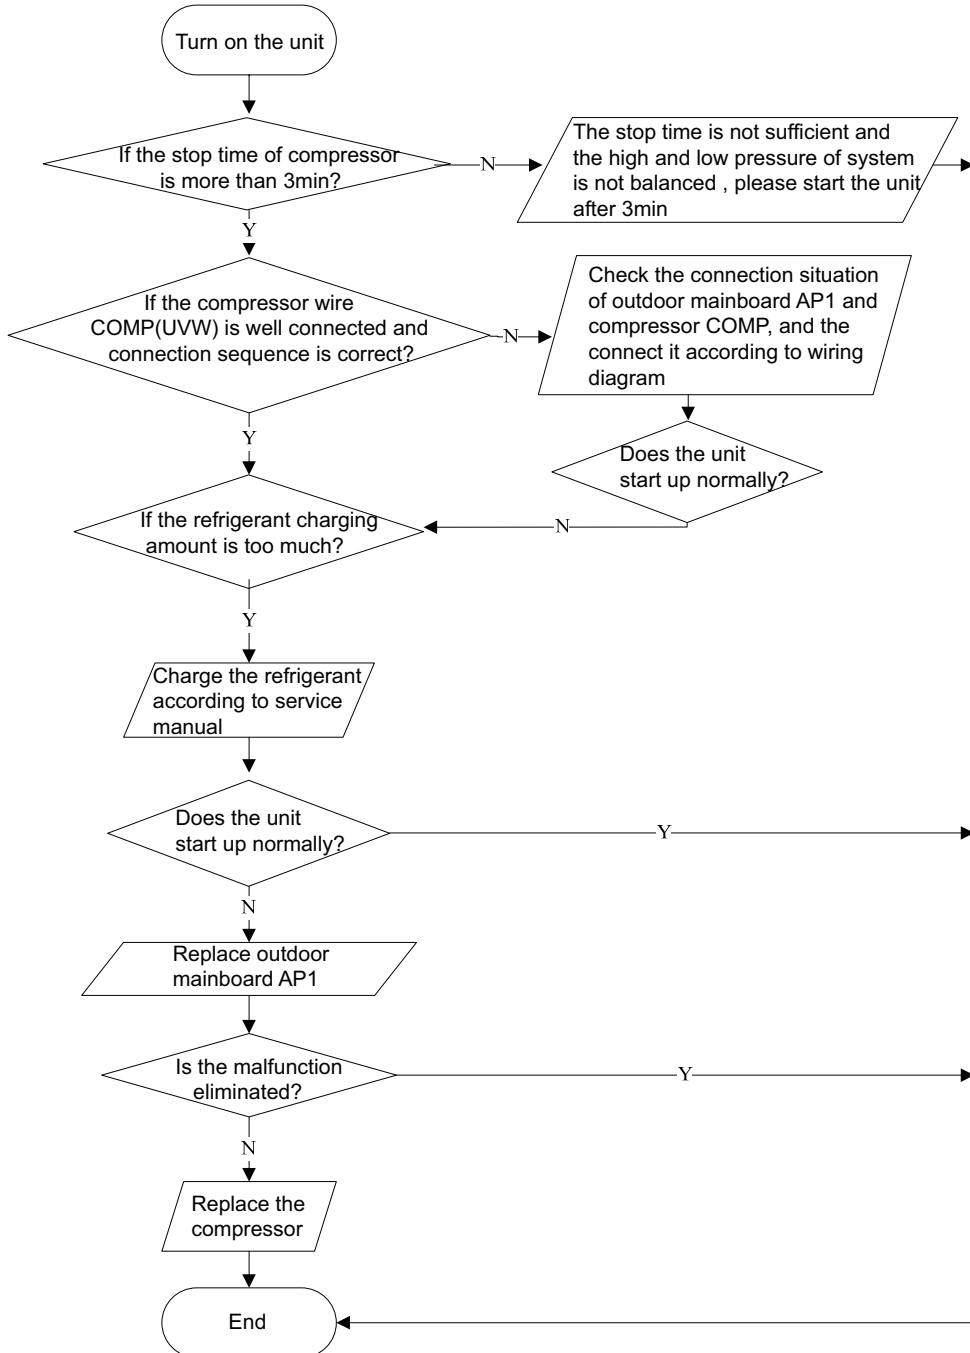 Turn on the unit
If the stop time of compressor
is more than 3min?
N
The stop time is not sufficient and
the high and low pressure of system
is not balanced , please start the unit
after 3min
Y
If the compressor wire
COMP(UVW) is well connected and
connection sequence is correct?
N
Check the connection situation
of outdoor mainboard AP1 and
compressor COMP, and the
connect it according to wiring
diagram
Y
Does the unit
start up normally?
N
If the refrigerant charging
amount is too much?
Y
Charge the refrigerant
according to service
manual
Does the unit
start up normally?
Y
N
Replace outdoor
mainboard AP1
Is the malfunction
eliminated?
Y
N
Replace the
compressor
End